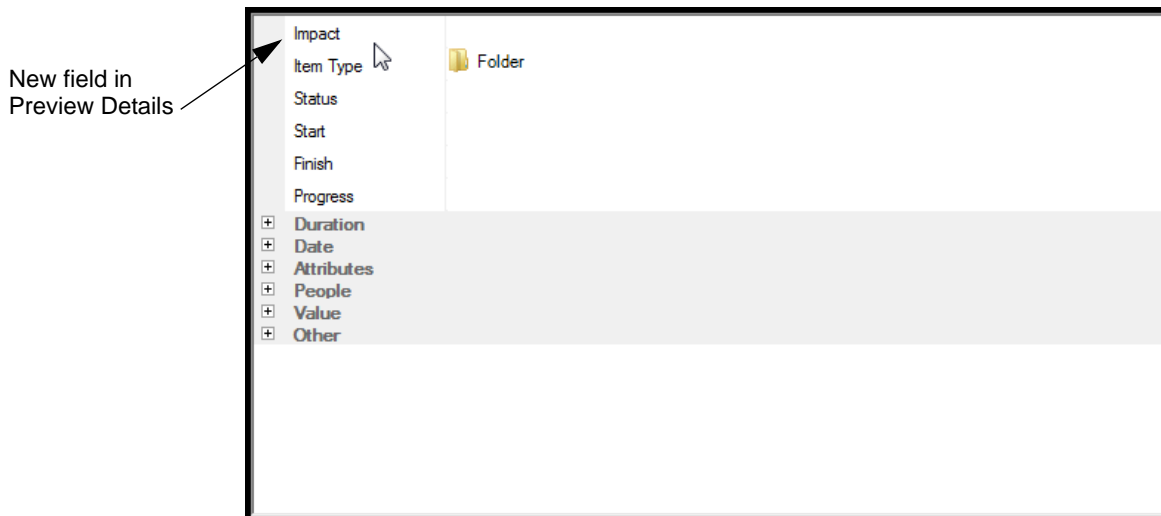 New field in
Preview Details
Impact
Item Type Folder
Status
Start
Finish
Progress
Duration
Date
Attributes
People
Value
Other